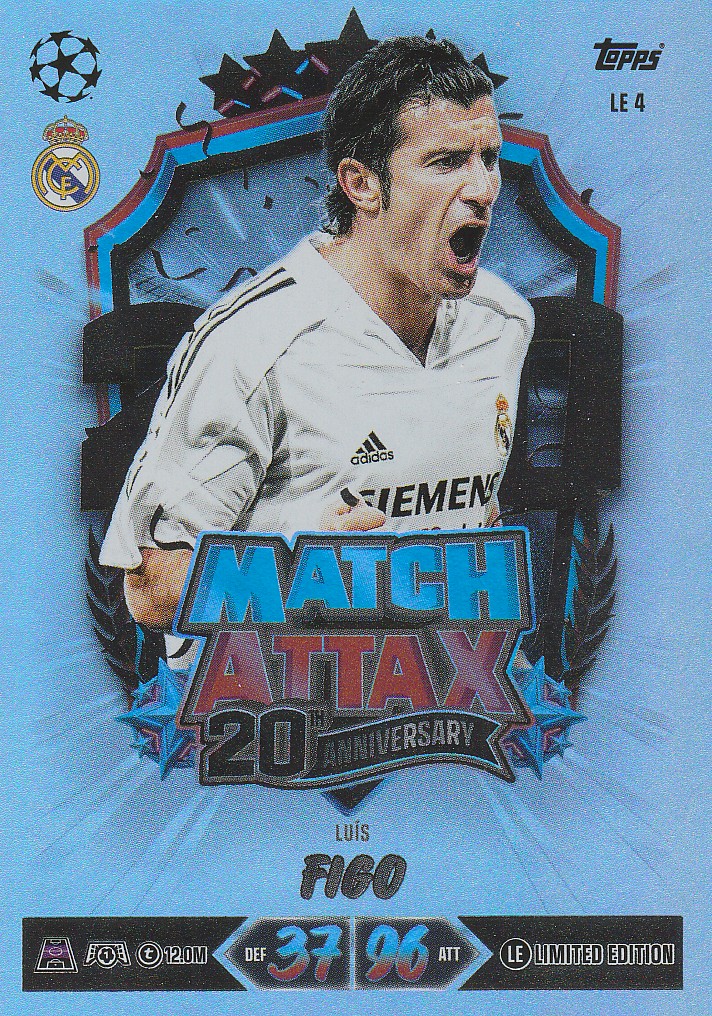 TOPPS
LE 4
adidas
SIEMENS
MATCH
ATTAX
20TH ANNIVERSARY
LUÍS
FIGO
1
t 12.0M
DEF 37 96 ATT
LE LIMITED EDITION